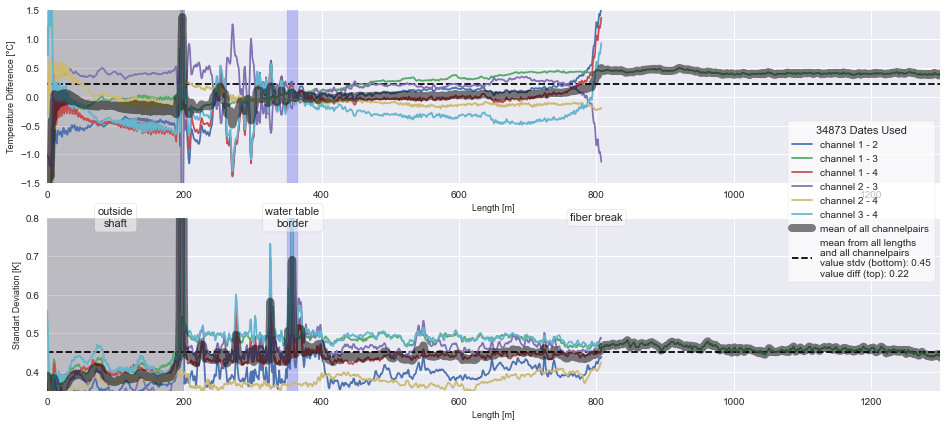 1.5
1.0
0.5
0.0
−0.5
−1.0
−1.5
Temperature Difference [°C]
0
200
400
600
800
1000
1200
Length [m]
34873 Dates Used
channel 1 - 2
channel 1 - 3
channel 1 - 4
channel 2 - 3
channel 2 - 4
channel 3 - 4
mean of all channelpairs
mean from all lengths
and all channelpairs
value stdv (bottom): 0.45
value diff (top): 0.22
outside
shaft
water table
border
fiber break
0.8
0.7
0.6
0.5
0.4
Standart Deviation [K]
0
200
400
600
800
1000
1200
Length [m]